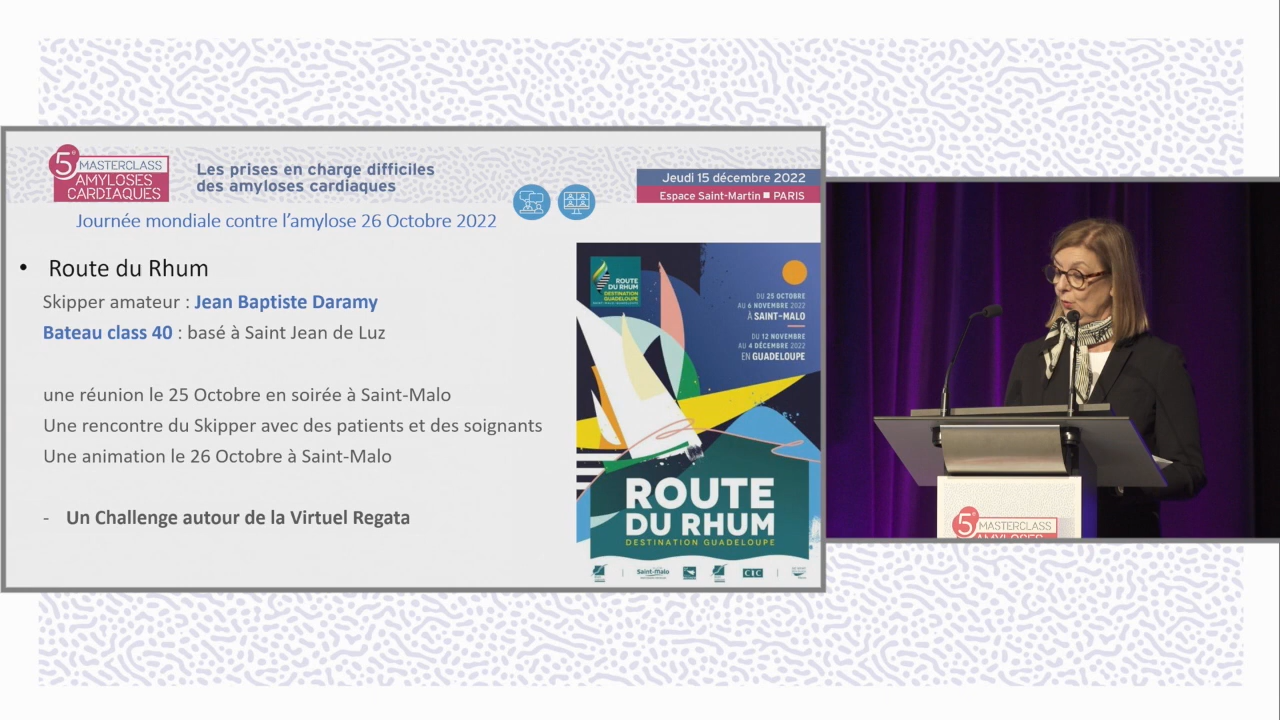 5e MASTERCLASS
AMYLOSES
CARDIAQUES
Les prises en charge difficiles
des amyloses cardiaques
Jeudi 15 décembre 2022
Espace Saint-Martin ■ PARIS
Journée mondiale contre l'amylose 26 Octobre 2022
• Route du Rhum
Skipper amateur : Jean Baptiste Daramy
Bateau class 40 : basé à Saint Jean de Luz
une réunion le 25 Octobre en soirée à Saint-Malo
Une rencontre du Skipper avec des patients et des soignants
Une animation le 26 Octobre à Saint-Malo
- Un Challenge autour de la Virtuel Regata
ROUTE
DU RHUM
DESTINATION
GUADELOUPE
DU 25 OCTOBRE
AU 6 NOVEMBRE 2022
À SAINT-MALO
DU 12 NOVEMBRE
AU 4 DÉCEMBRE 2022
EN GUADELOUPE
ROUTE
DU RHUM
DESTINATION GUADELOUPE
Saint-Malo
CIC
5e MASTERCLASS
AMYLOSES